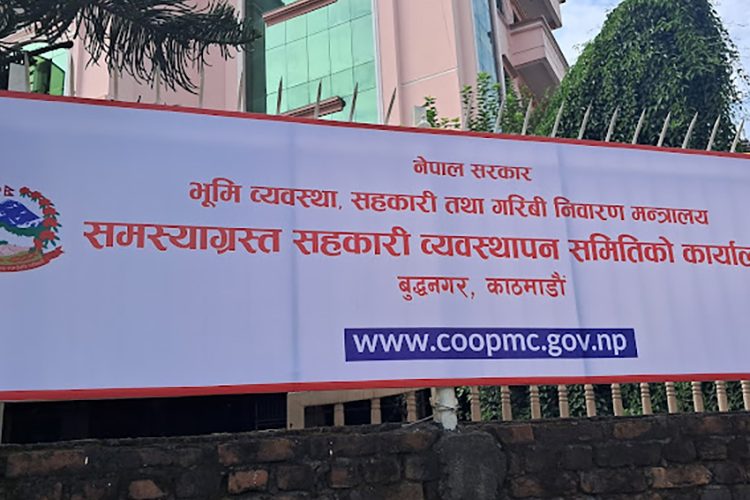 नेपाल सरकार
भूमि व्यवस्था, सहकारी तथा गरिबी निवारण मन्त्रालय
समस्याग्रस्त सहकारी व्यवस्थापन समितिको
बुद्धनगर, काठमाडौं
www.coopmc.gov.np